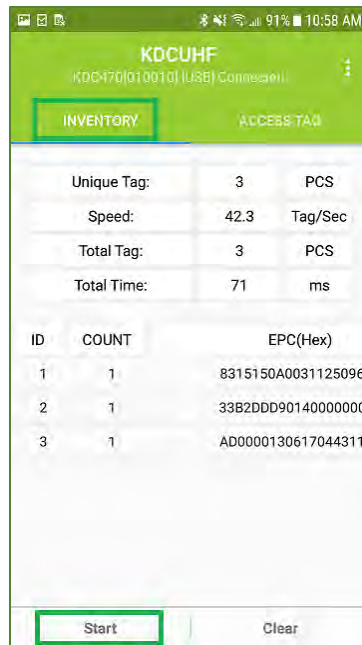 91% 10:58 AM
KDCUHF
KDC470[010010] [USB] Connected
INVENTORY ACCESS TAG
Unique Tag: 3 PCS
Speed: 42.3 Tag/Sec
Total Tag: 3 PCS
Total Time: 71 ms
ID COUNT EPC(Hex)
1 1 8315150A0031125096
2 1 33B2DDD9014000000
3 1 AD0000130617044311
Start Clear